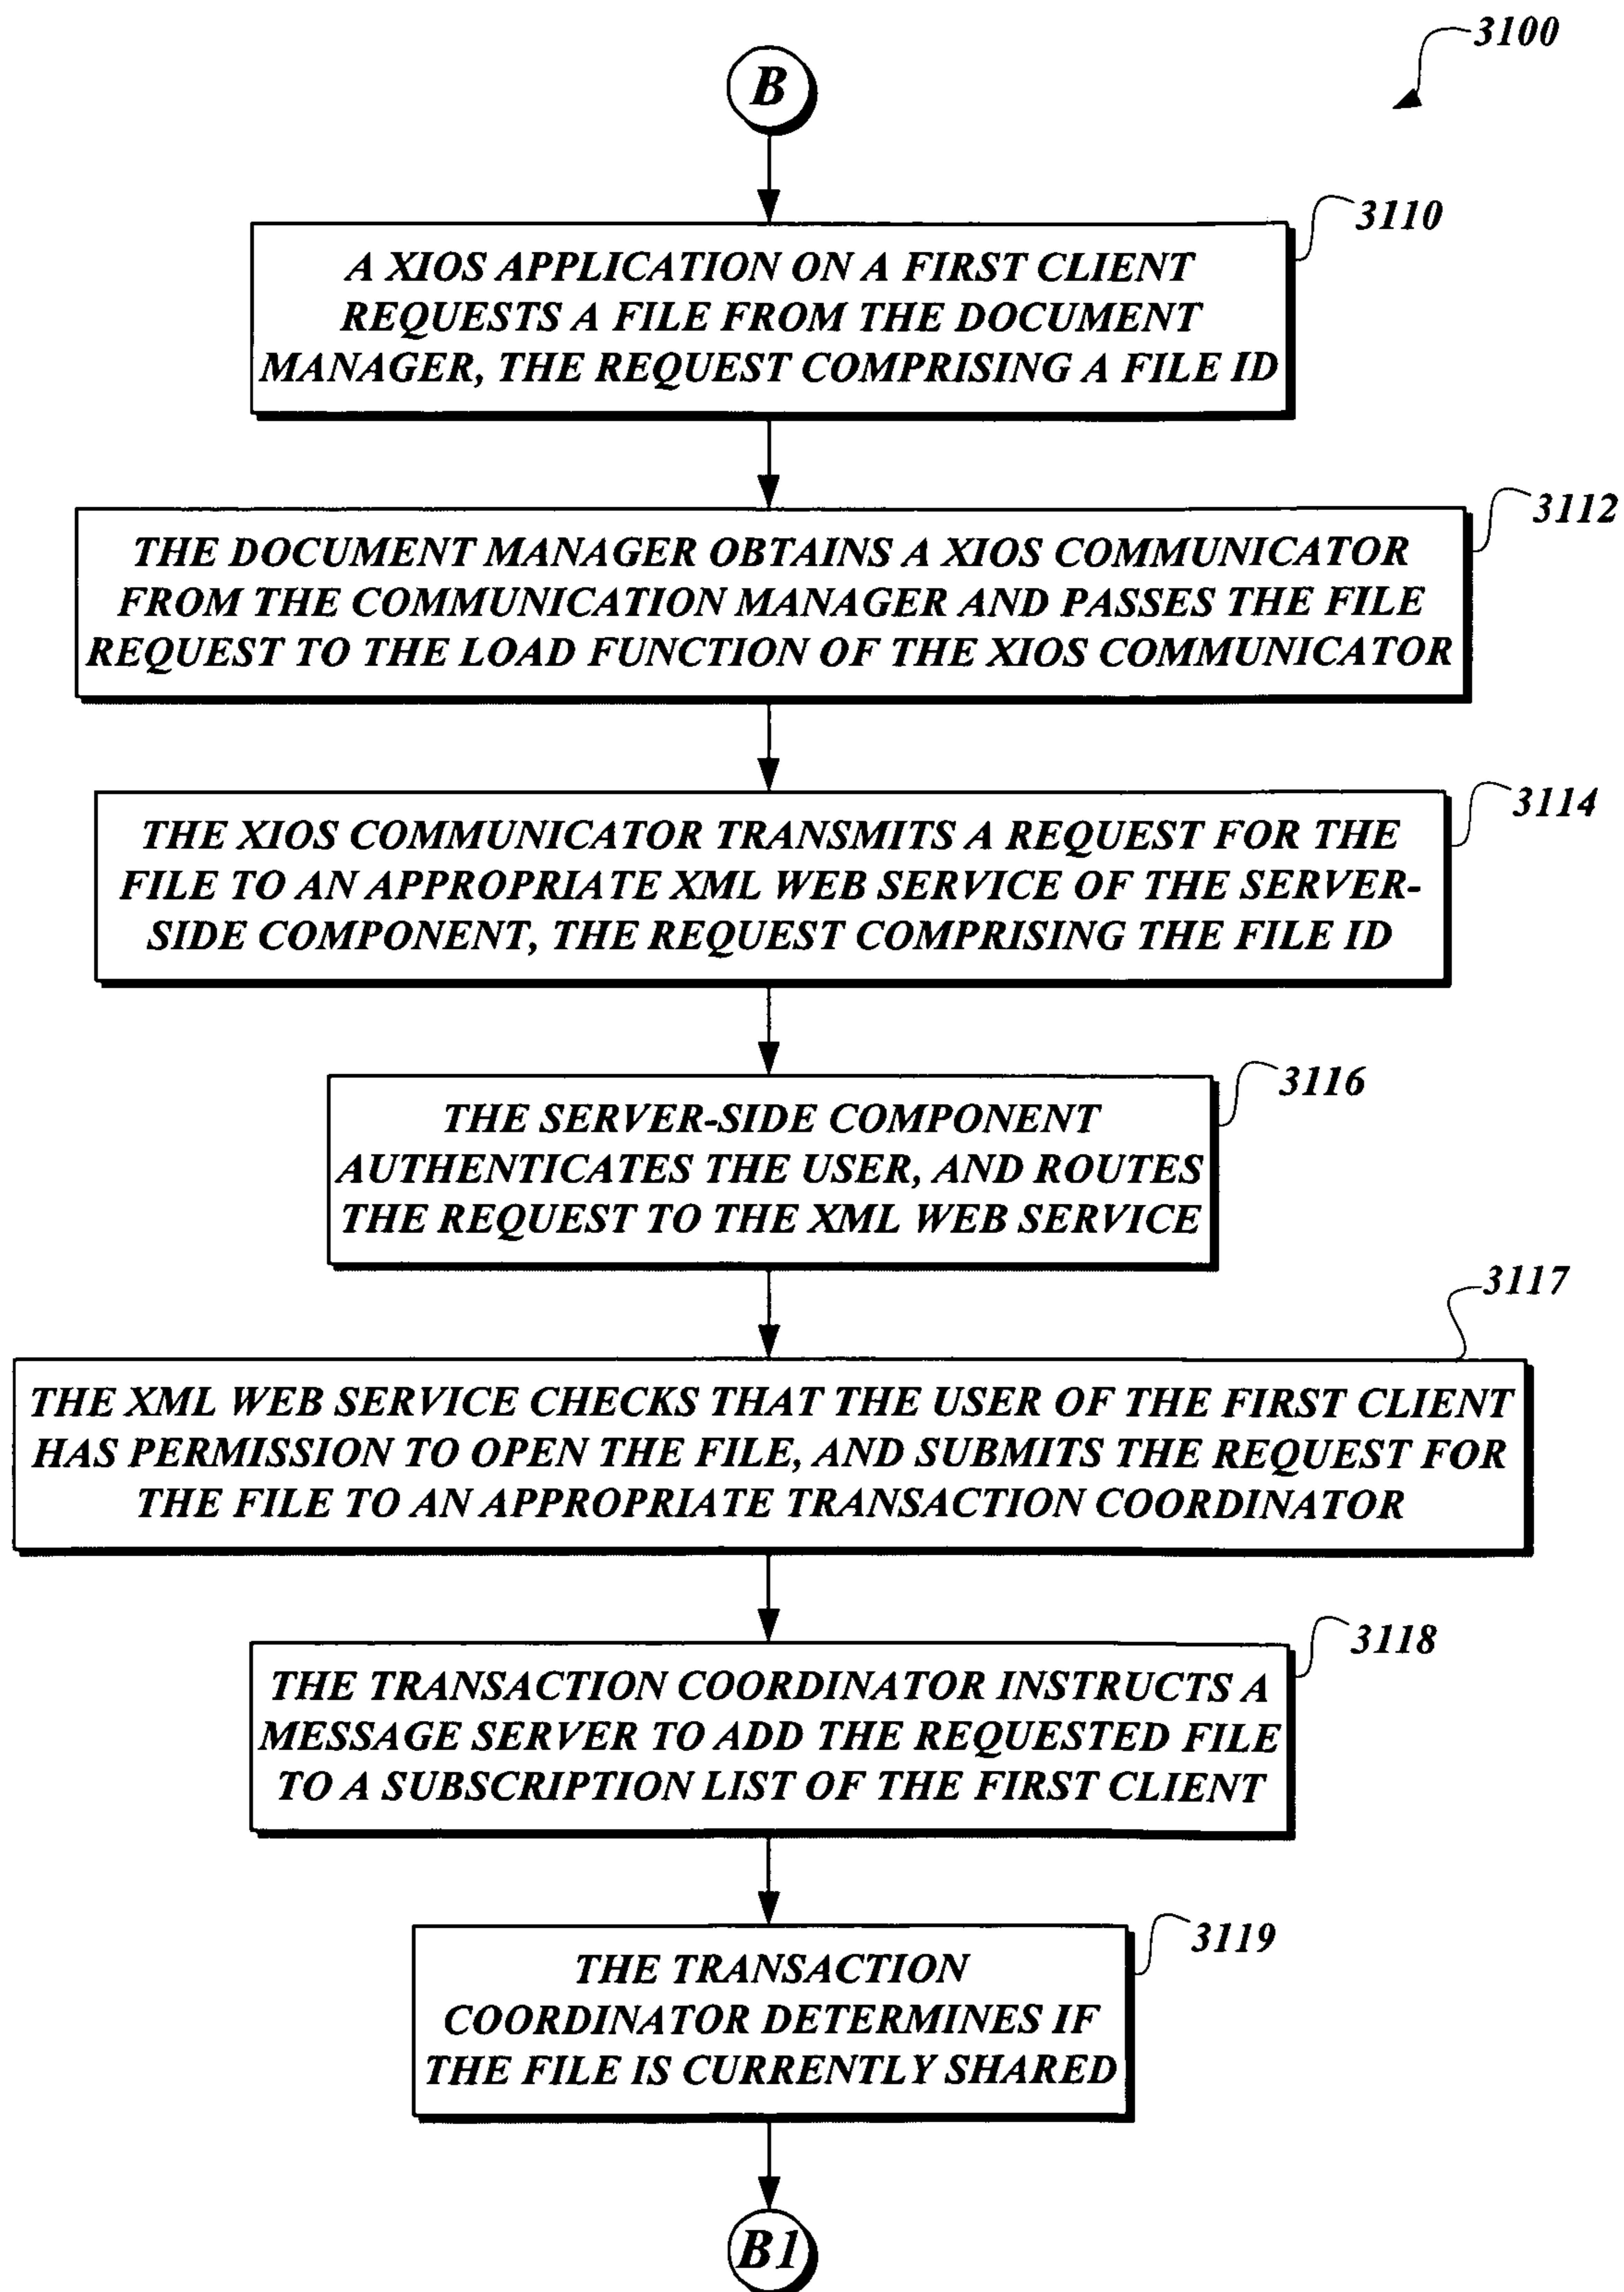 3100
B
3110
A XIOS APPLICATION ON A FIRST CLIENT
REQUESTS A FILE FROM THE DOCUMENT
MANAGER, THE REQUEST COMPRISING A FILE ID
3112
THE DOCUMENT MANAGER OBTAINS A XIOS COMMUNICATOR
FROM THE COMMUNICATION MANAGER AND PASSES THE FILE
REQUEST TO THE LOAD FUNCTION OF THE XIOS COMMUNICATOR
3114
THE XIOS COMMUNICATOR TRANSMITS A REQUEST FOR THE
FILE TO AN APPROPRIATE XML WEB SERVICE OF THE SERVER-
SIDE COMPONENT, THE REQUEST COMPRISING THE FILE ID
3116
THE SERVER-SIDE COMPONENT
AUTHENTICATES THE USER, AND ROUTES
THE REQUEST TO THE XML WEB SERVICE
3117
THE XML WEB SERVICE CHECKS THAT THE USER OF THE FIRST CLIENT
HAS PERMISSION TO OPEN THE FILE, AND SUBMITS THE REQUEST FOR
THE FILE TO AN APPROPRIATE TRANSACTION COORDINATOR
3118
THE TRANSACTION COORDINATOR INSTRUCTS A
MESSAGE SERVER TO ADD THE REQUESTED FILE
TO A SUBSCRIPTION LIST OF THE FIRST CLIENT
3119
THE TRANSACTION
COORDINATOR DETERMINES IF
THE FILE IS CURRENTLY SHARED
B1